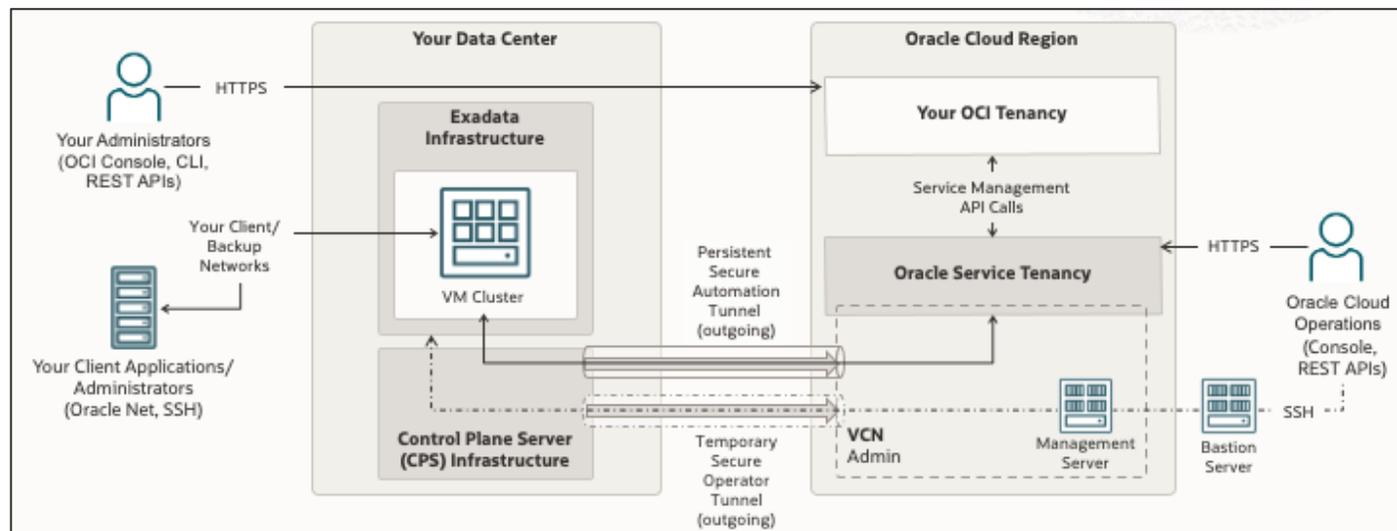 Your Data Center
Oracle Cloud Region
HTTPS
Your Administrators
(OCI Console, CLI,
REST APIs)
Exadata
Infrastructure
Your OCI Tenancy
Service Management
API Calls
Your Client/
Backup
Networks
VM Cluster
Persistent
Secure
Automation
Tunnel
(outgoing)
Oracle Service Tenancy
HTTPS
Oracle Cloud
Operations
(Console,
REST APIs)
Your Client Applications/
Administrators
(Oracle Net, SSH)
Control Plane Server
(CPS) Infrastructure
Temporary
Secure
Operator
Tunnel
(outgoing)
VCN
Admin
Management
Server
Bastion
Server
SSH